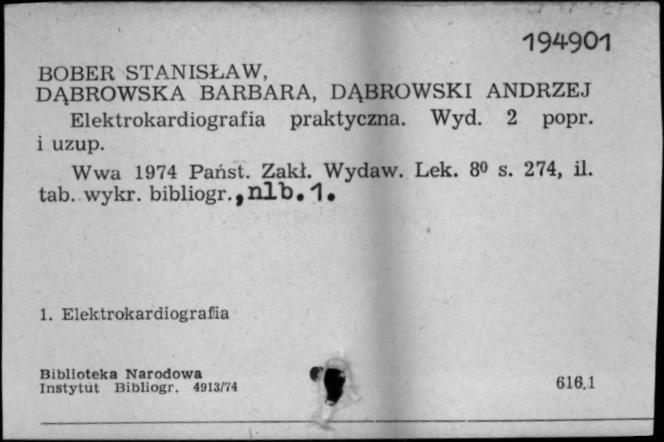 194901
BOBER STANISŁAW,
DĄBROWSKA BARBARA, DĄBROWSKI ANDRZEJ
Elektrokardiografia praktyczna. Wyd. 2 popr.
i uzup.
Wwa 1974 Państ. Zakł. Wydaw. Lek. 8⁰ s. 274, il.
tab. wykr. bibliogr., nlb. 1.
1. Elektrokardiografia
Biblioteka Narodowa
Instytut Bibliogr. 4913/74
616.1